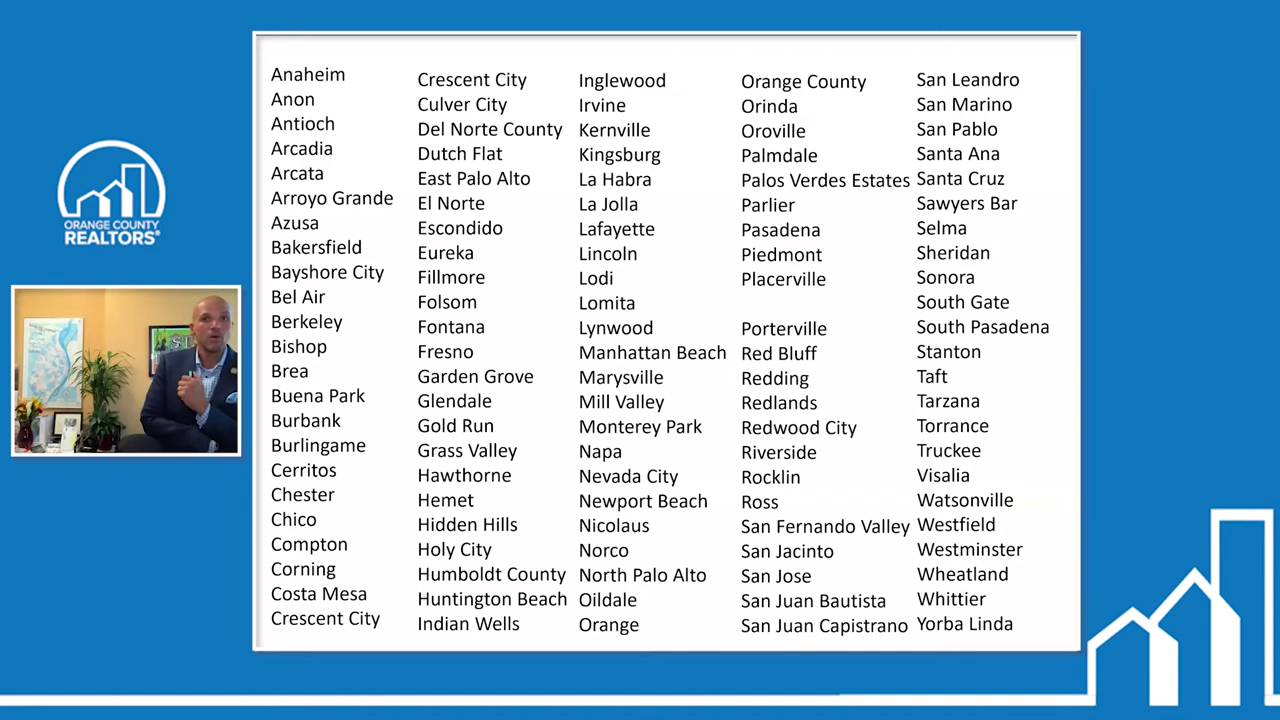 ORANGE COUNTY
REALTORS®
Anaheim
Anon
Antioch
Arcadia
Arcata
Arroyo Grande
Azusa
Bakersfield
Bayshore City
Bel Air
Berkeley
Bishop
Brea
Buena Park
Burbank
Burlingame
Cerritos
Chester
Chico
Compton
Corning
Costa Mesa
Crescent City
Crescent City
Culver City
Del Norte County
Dutch Flat
East Palo Alto
El Norte
Escondido
Eureka
Fillmore
Folsom
Fontana
Fresno
Garden Grove
Glendale
Gold Run
Grass Valley
Hawthorne
Hemet
Hidden Hills
Holy City
Humboldt County
Huntington Beach
Indian Wells
Inglewood
Irvine
Kernville
Kingsburg
La Habra
La Jolla
Lafayette
Lincoln
Lodi
Lomita
Lynwood
Manhattan Beach
Marysville
Mill Valley
Monterey Park
Napa
Nevada City
Newport Beach
Nicolaus
Norco
North Palo Alto
Oildale
Orange
Orange County
Orinda
Oroville
Palmdale
Palos Verdes Estates
Parlier
Pasadena
Piedmont
Placerville
Porterville
Red Bluff
Redding
Redlands
Redwood City
Riverside
Rocklin
Ross
San Fernando Valley
San Jacinto
San Jose
San Juan Bautista
San Juan Capistrano
San Leandro
San Marino
San Pablo
Santa Ana
Santa Cruz
Sawyers Bar
Selma
Sheridan
Sonora
South Gate
South Pasadena
Stanton
Taft
Tarzana
Torrance
Truckee
Visalia
Watsonville
Westfield
Westminster
Wheatland
Whittier
Yorba Linda